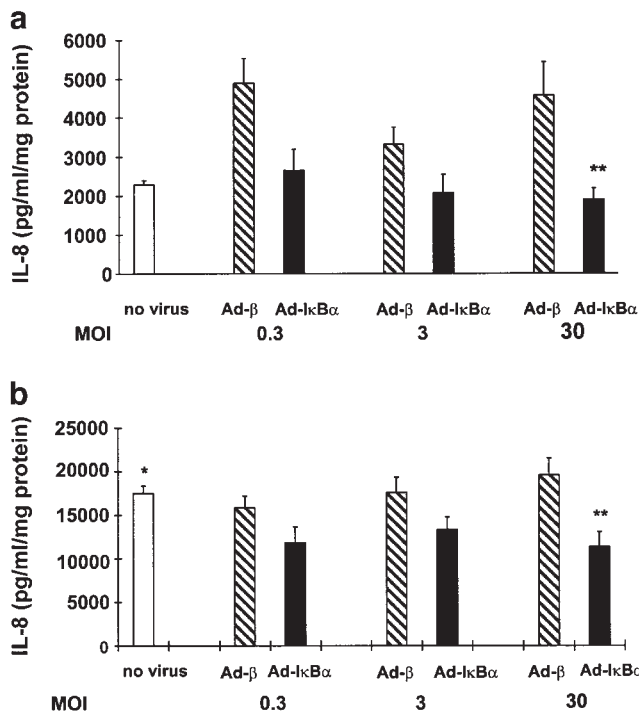 a
IL-8 (pg/ml/mg protein)
6000
5000
4000
3000
2000
1000
0
**
no virus Ad-β Ad-IκBα Ad-β Ad-IκBα Ad-β Ad-IκBα
MOI 0.3 3 30
b
IL-8 (pg/ml/mg protein)
25000
20000
15000
10000
5000
0
*
**
no virus Ad-β Ad-IκBα Ad-β Ad-IκBα Ad-β Ad-IκBα
MOI 0.3 3 30